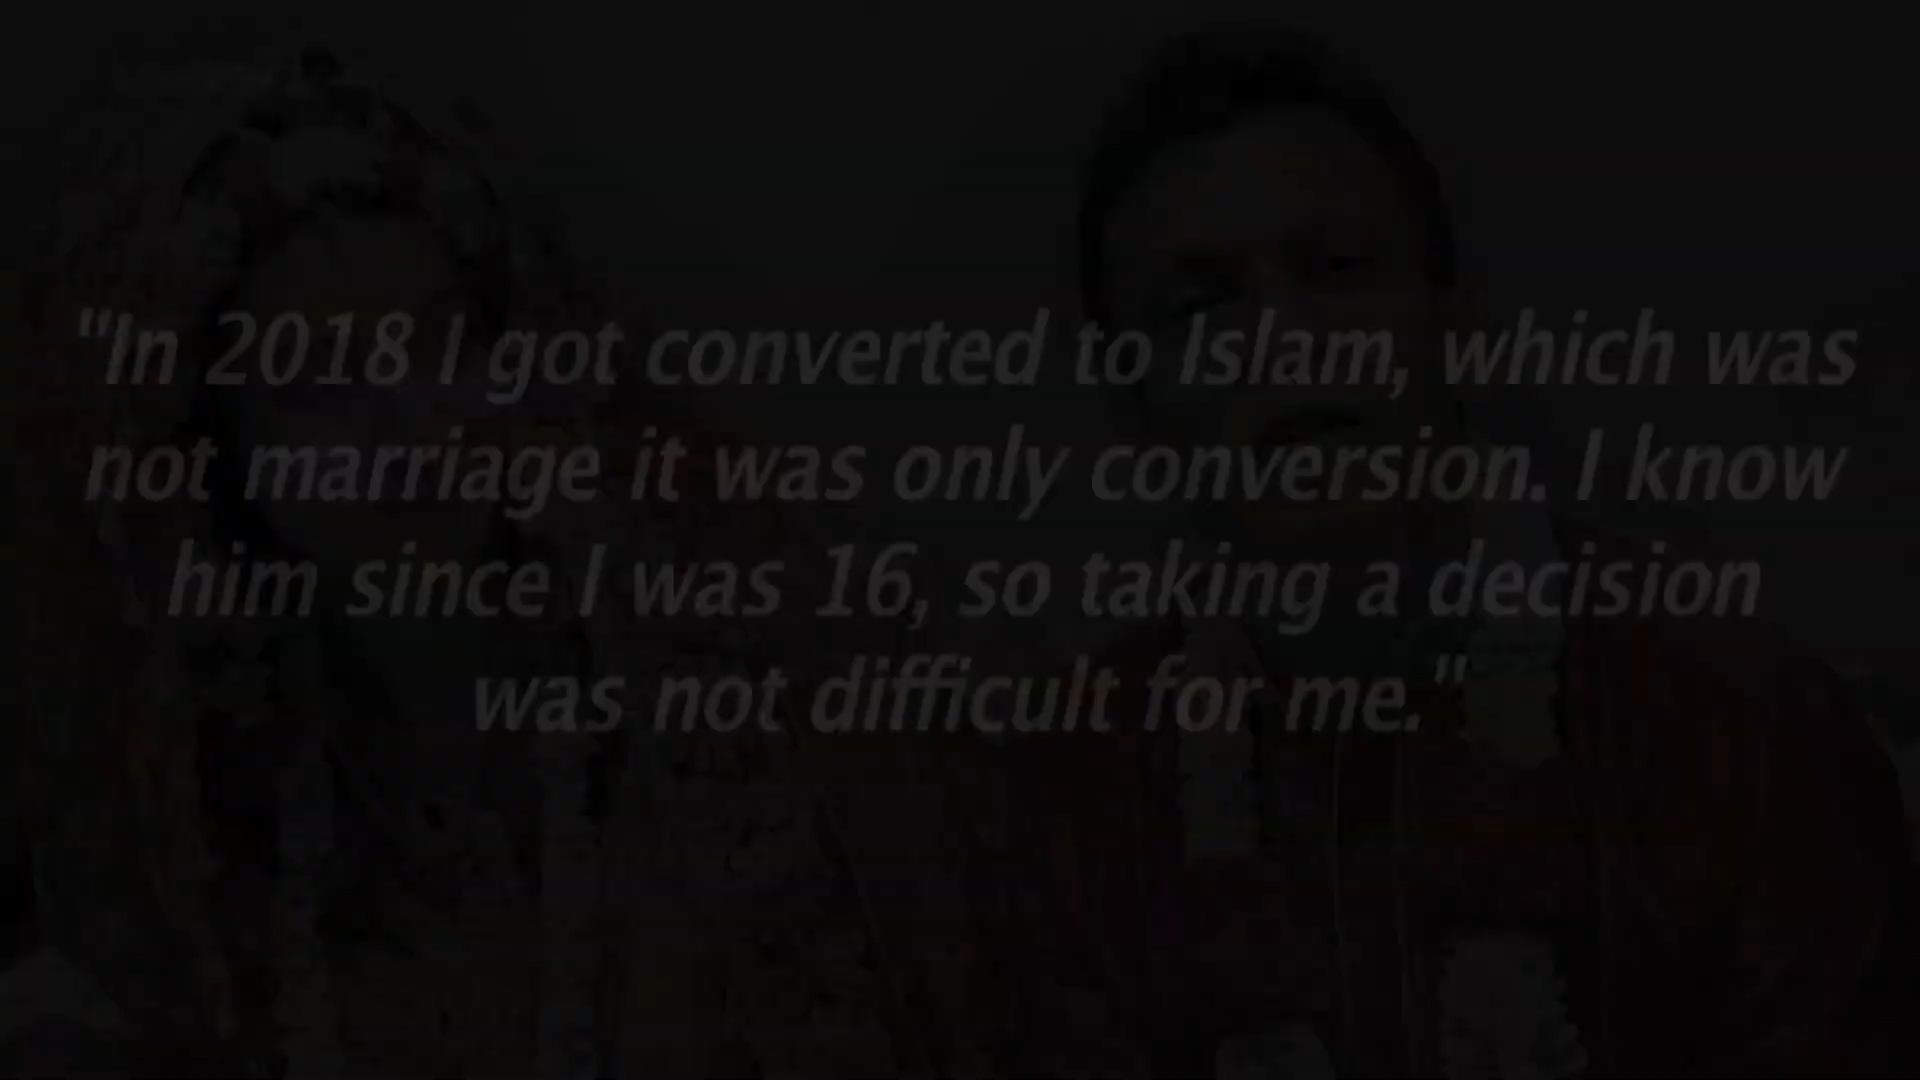 "In 2018 I got converted to Islam, which was
not marriage it was only conversion. I know
him since I was 16, so taking a decision
was not difficult for me."